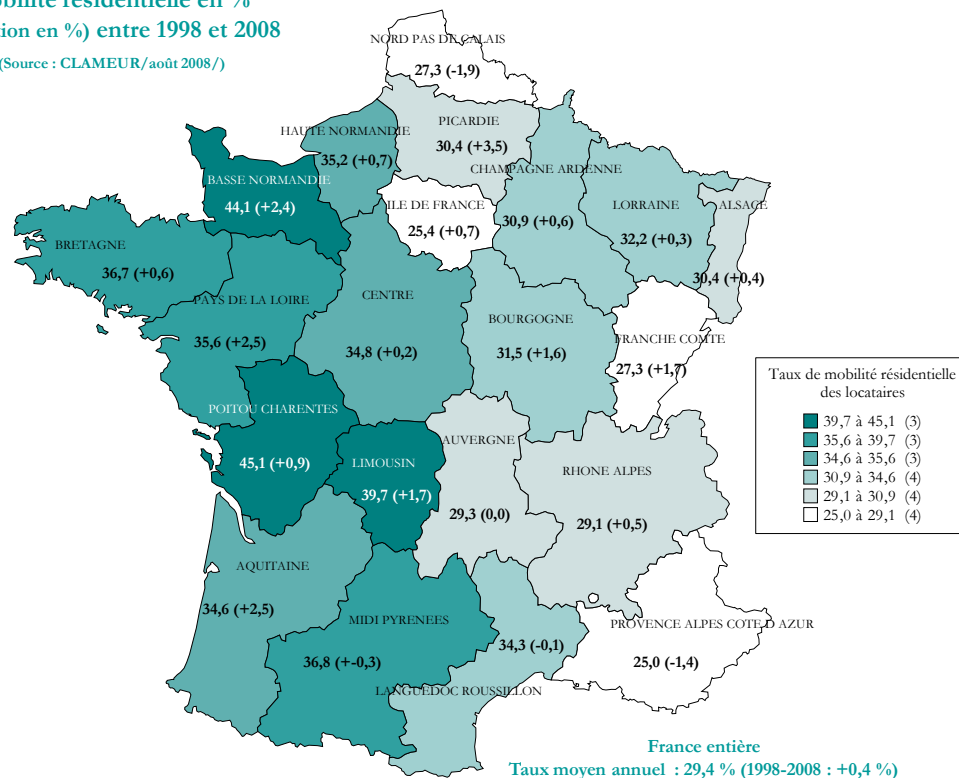 mobilité résidentielle en %
tion en %) entre 1998 et 2008
(Source : CLAMEUR/août 2008/)
NORD PAS DE CALAIS
27,3 (-1,9)
PICARDIE
30,4 (+3,5)
HAUTE NORMANDIE
35,2 (+0,7)
CHAMPAGNE ARDENNE
30,9 (+0,6)
BASSE NORMANDIE
44,1 (+2,4)
ILE DE FRANCE
25,4 (+0,7)
LORRAINE
32,2 (+0,3)
ALSACE
30,4 (+0,4)
BRETAGNE
36,7 (+0,6)
PAYS DE LA LOIRE
35,6 (+2,5)
CENTRE
34,8 (+0,2)
BOURGOGNE
31,5 (+1,6)
FRANCHE COMTE
27,3 (+1,7)
POITOU CHARENTES
45,1 (+0,9)
LIMOUSIN
39,7 (+1,7)
AUVERGNE
29,3 (0,0)
RHONE ALPES
29,1 (+0,5)
AQUITAINE
34,6 (+2,5)
MIDI PYRENEES
36,8 (+-0,3)
34,3 (-0,1)
LANGUEDOC ROUSSILLON
PROVENCE ALPES COTE D AZUR
25,0 (-1,4)
Taux de mobilité résidentielle
des locataires
39,7 à 45,1 (3)
35,6 à 39,7 (3)
34,6 à 35,6 (3)
30,9 à 34,6 (4)
29,1 à 30,9 (4)
25,0 à 29,1 (4)
France entière
Taux moyen annuel : 29,4 % (1998-2008 : +0,4 %)